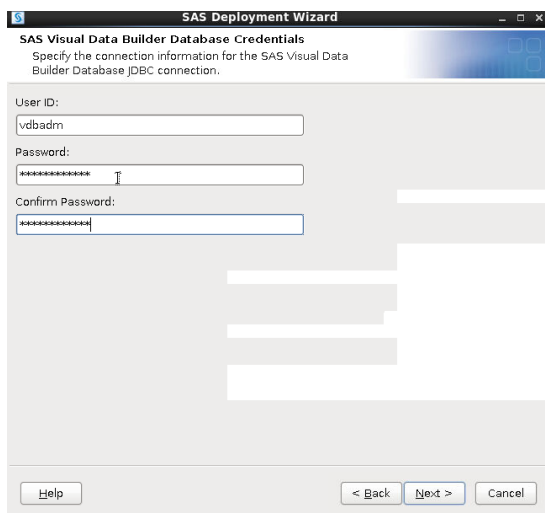 SAS Deployment Wizard
SAS Visual Data Builder Database Credentials
Specify the connection information for the SAS Visual Data
Builder Database JDBC connection.
User ID:
vdbadm
Password:
************
Confirm Password:
************
Help
< Back
Next >
Cancel